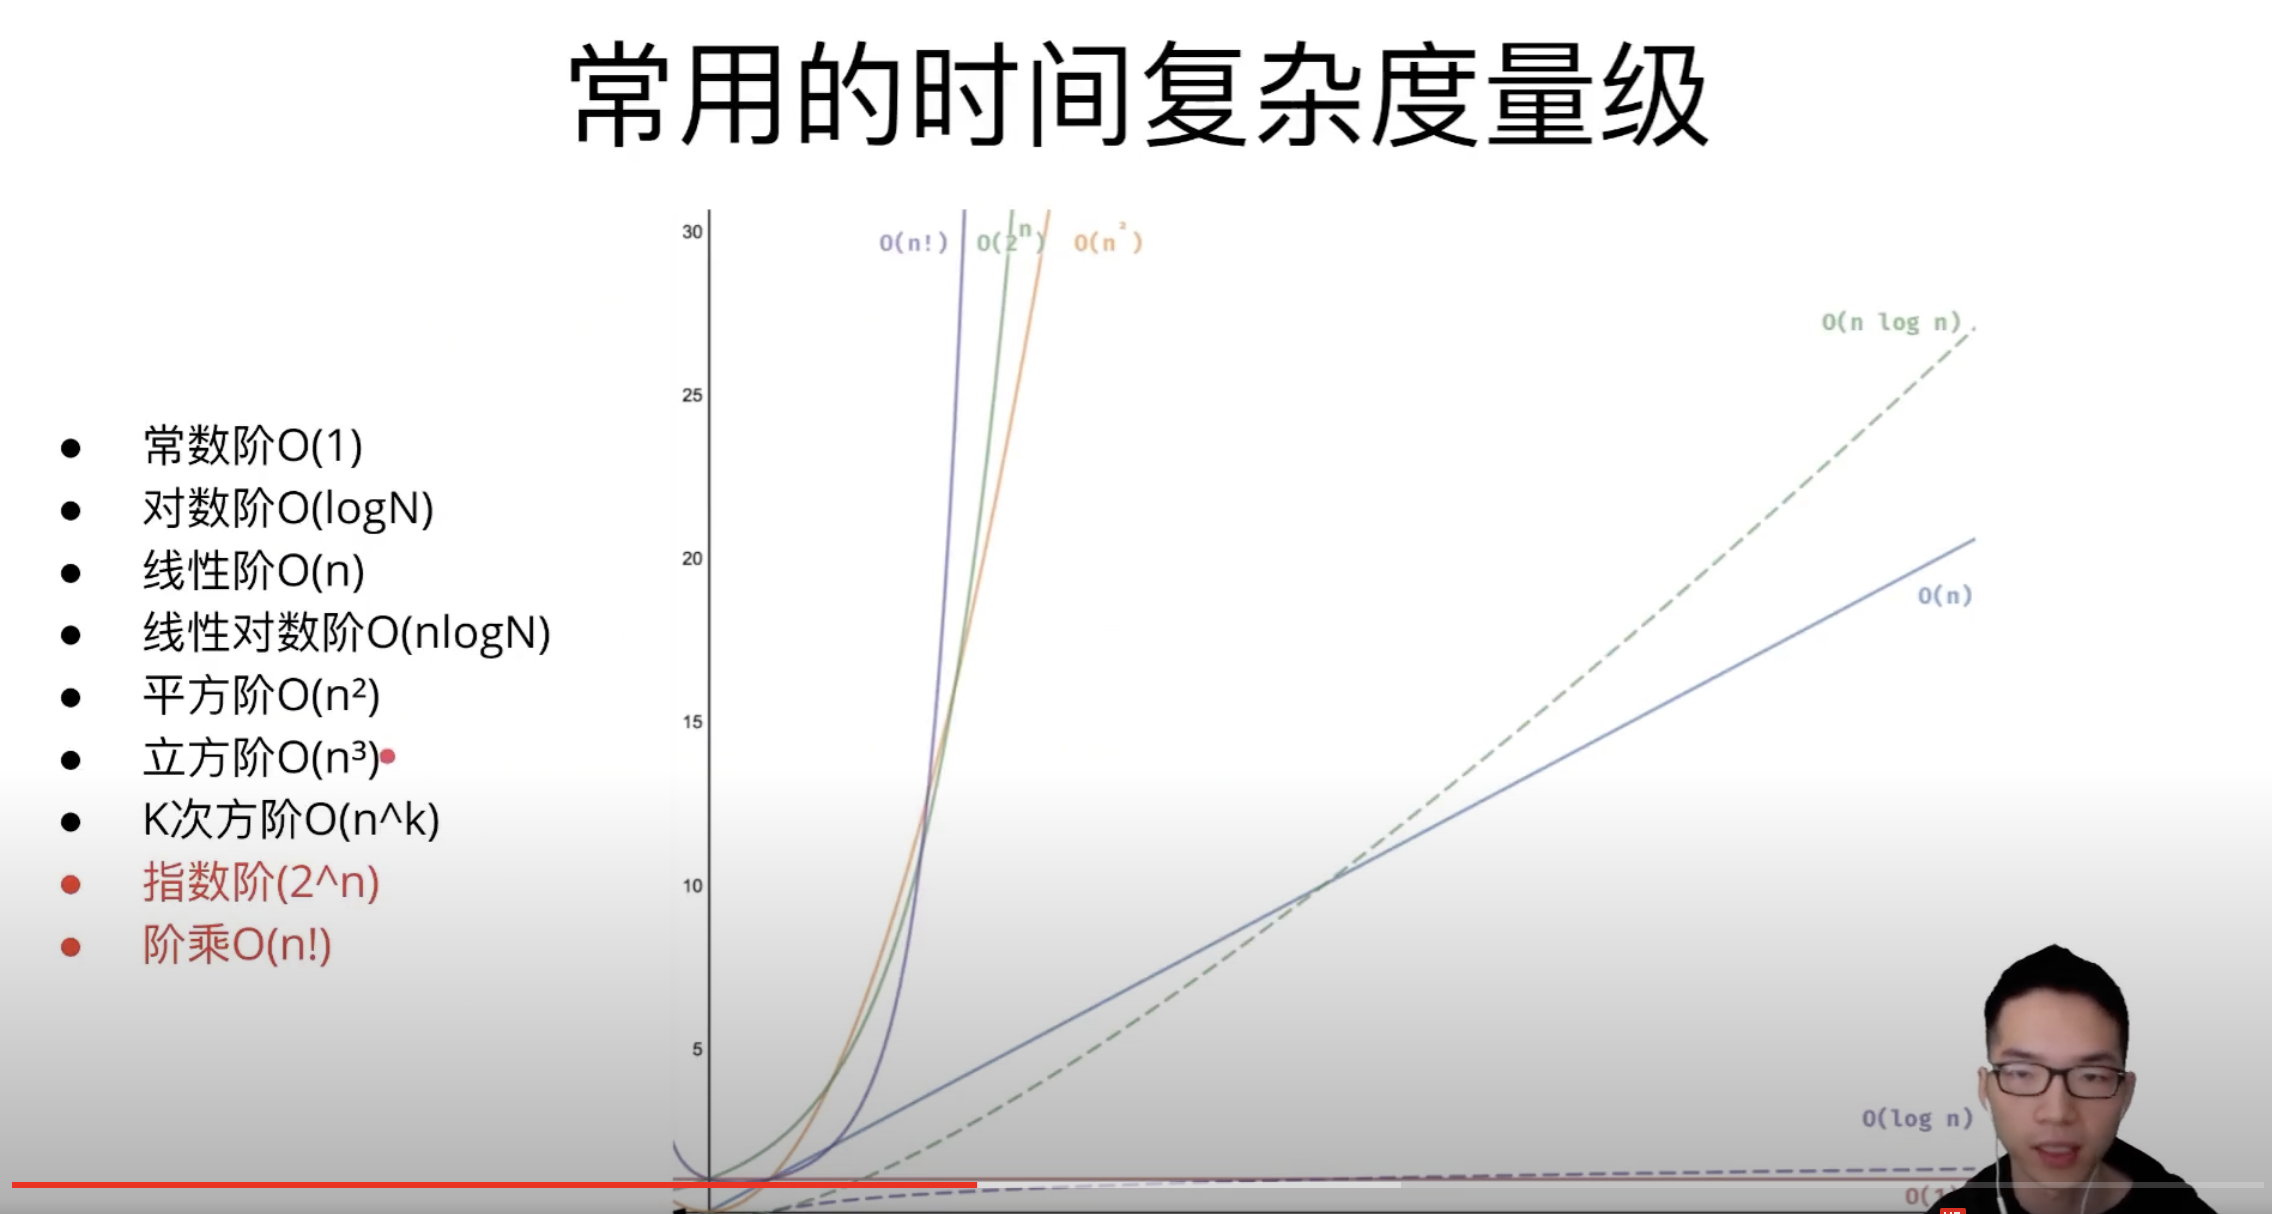 常用的时间复杂度量级
常数阶O(1)
对数阶O(logN)
线性阶O(n)
线性对数阶O(nlogN)
平方阶O(n²)
立方阶O(n³)
K次方阶O(n^k)
指数阶(2^n)
阶乘O(n!)
30
25
20
15
10
5
O(n!)
O(2ⁿ)
O(n²)
O(n log n)
O(n)
O(log n)
O(1